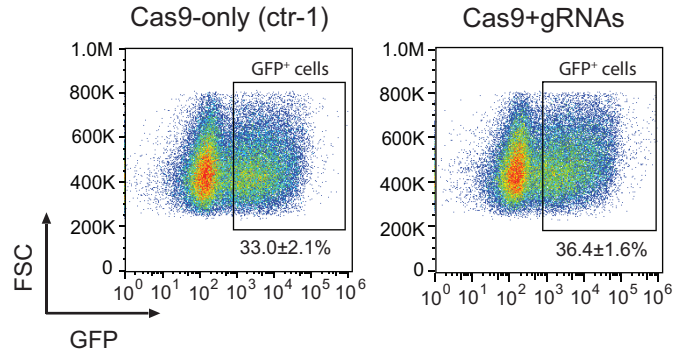 Cas9-only (ctr-1)
Cas9+gRNAs
1.0M
800K
600K
400K
200K
0
GFP⁺ cells
33.0±2.1%
10⁰ 10¹ 10² 10³ 10⁴ 10⁵ 10⁶
1.0M
800K
600K
400K
200K
0
GFP⁺ cells
36.4±1.6%
10⁰ 10¹ 10² 10³ 10⁴ 10⁵ 10⁶
FSC
GFP